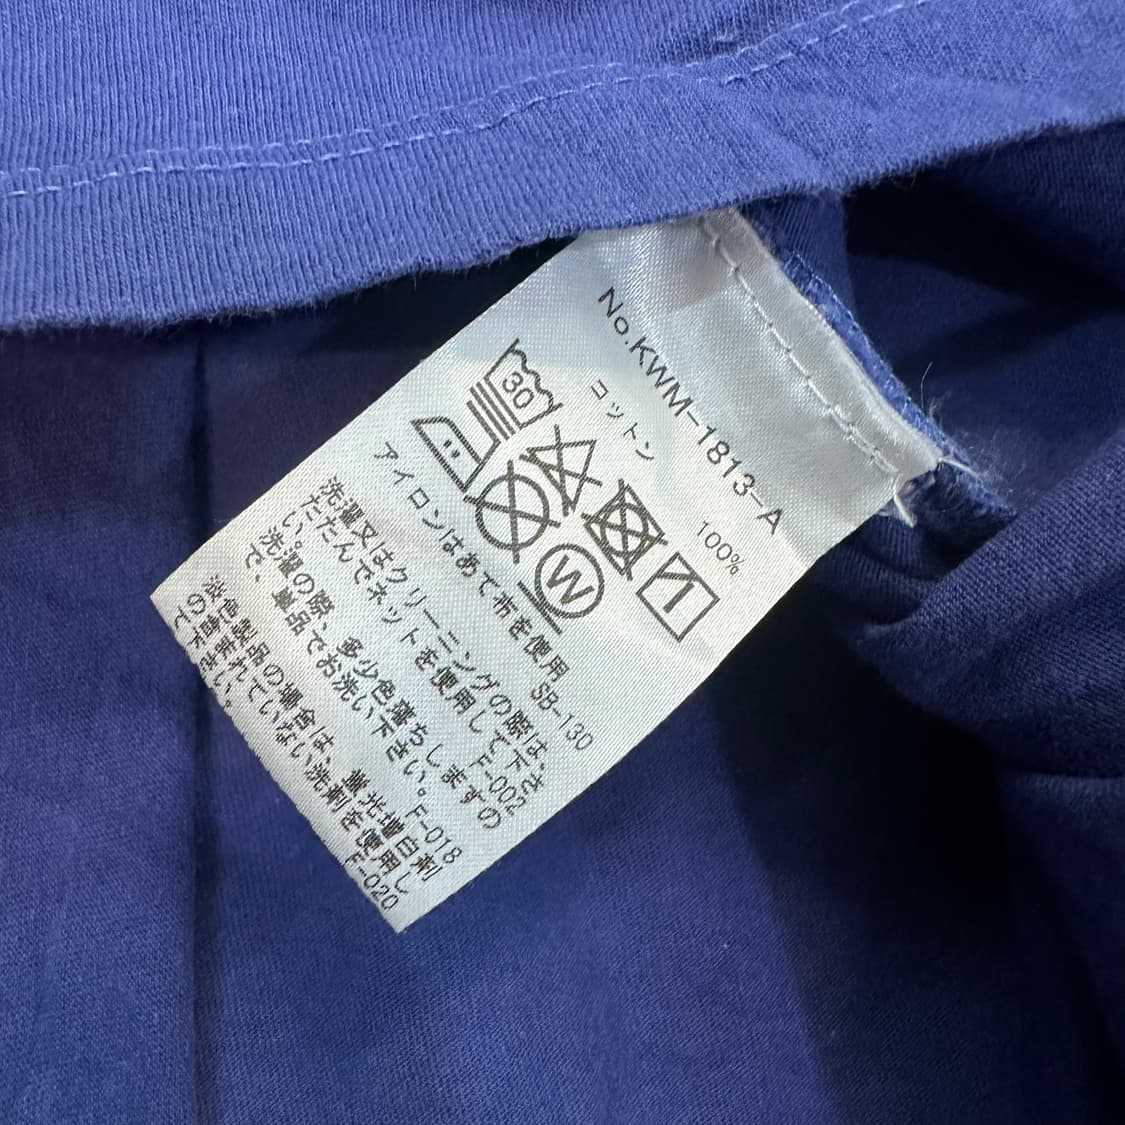 No.KWM-1813-A
コットン 100%
30
W
アイロンはあて布を使用 SB-130
洗濯又はクリーニングの際は、さ
たたんでネットを使用して下さ
い。 F-002
洗濯の際、多少色落ちしますの
で、単品でお洗い下さい。F-018
淡色製品の場合は、蛍光増白剤
の含まれていない洗剤を使用し
て下さい。 F-020